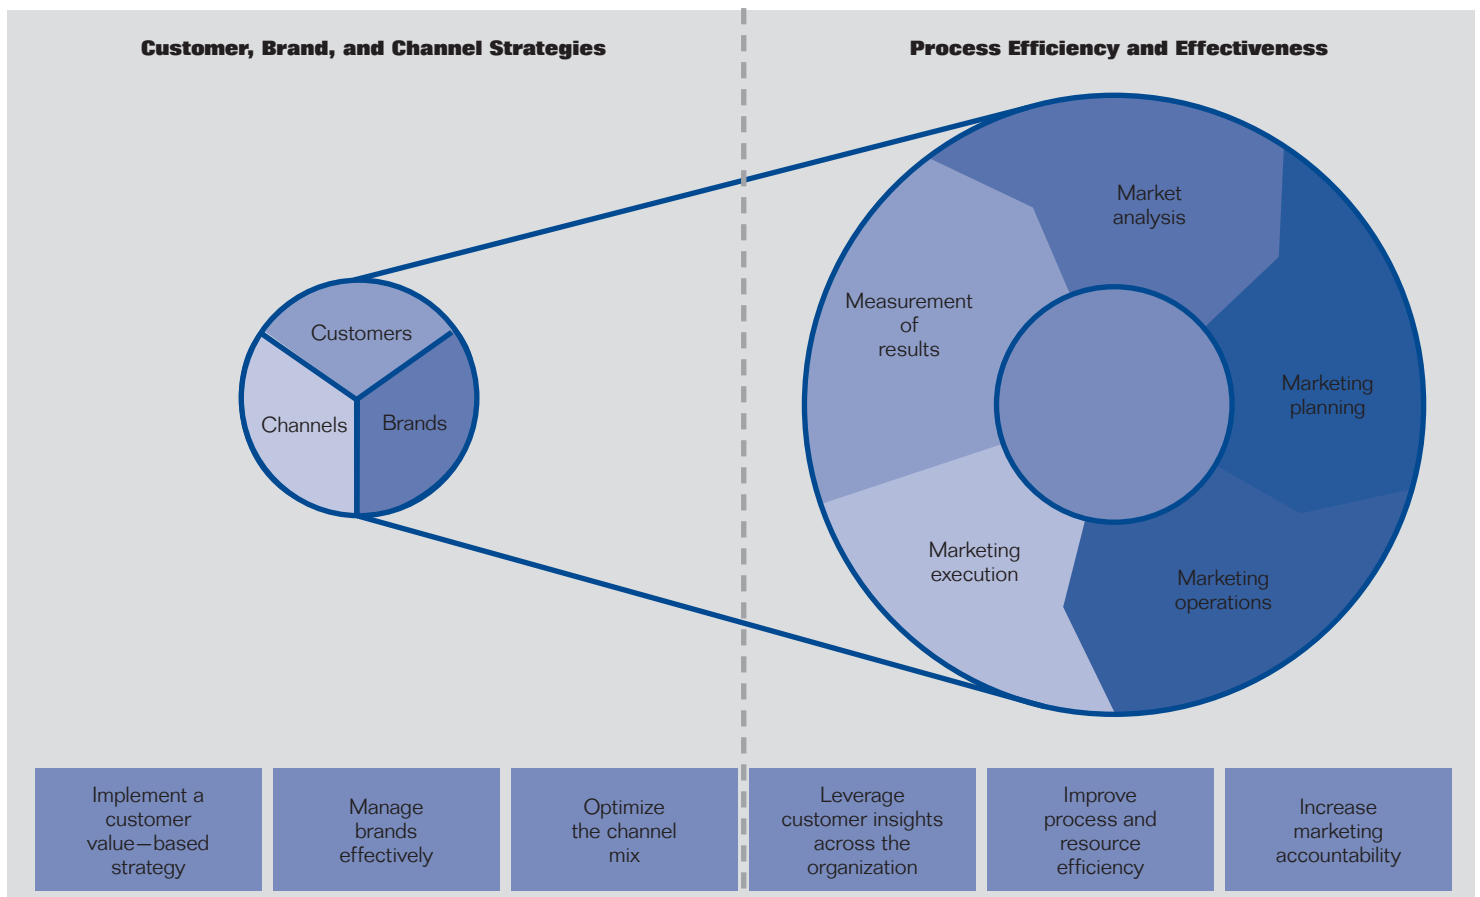 Customer, Brand, and Channel Strategies
Process Efficiency and Effectiveness
Customers
Channels
Brands
Market
analysis
Measurement
of
results
Marketing
planning
Marketing
execution
Marketing
operations
Implement a
customer
value—based
strategy
Manage
brands
effectively
Optimize
the channel
mix
Leverage
customer insights
across the
organization
Improve
process and
resource
efficiency
Increase
marketing
accountability